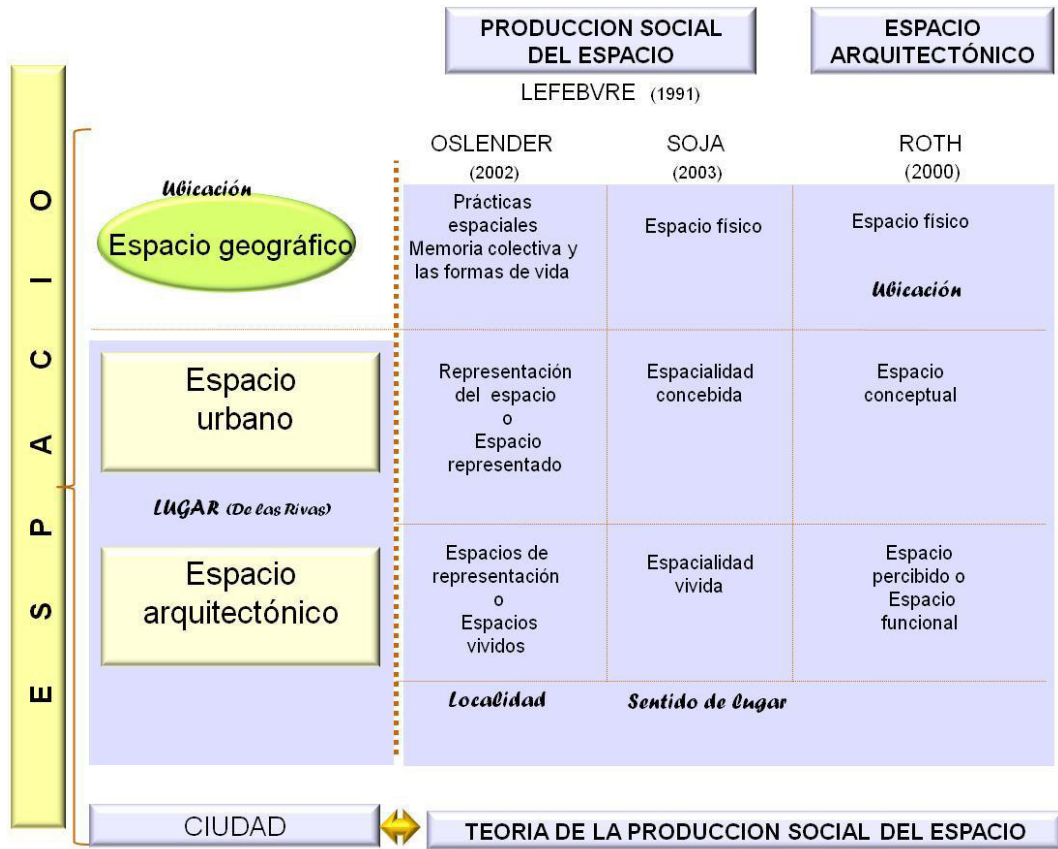 PRODUCCION SOCIAL
DEL ESPACIO
ESPACIO
ARQUITECTÓNICO
LEFEBVRE (1991)
ESPACIO
OSLENDER
(2002)
SOJA
(2003)
ROTH
(2000)
Ubicación
Espacio geográfico
Prácticas
espaciales
Memoria colectiva y
las formas de vida
Espacio físico
Espacio físico
Ubicación
Espacio
urbano
Representación
del espacio
o
Espacio
representado
Espacialidad
concebida
Espacio
conceptual
LUGAR (De las Rivas)
Espacio
arquitectónico
Espacios de
representación
o
Espacios
vividos
Espacialidad
vivida
Espacio
percibido o
Espacio
funcional
Localidad
Sentido de lugar
CIUDAD
TEORIA DE LA PRODUCCION SOCIAL DEL ESPACIO